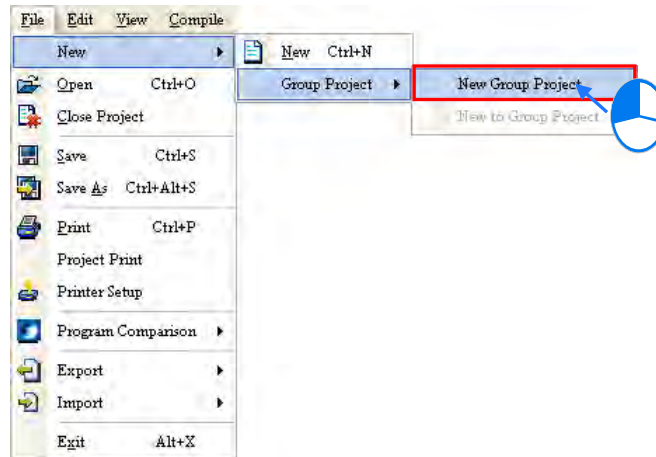 File Edit View Compile
New New Ctrl+N
Open Ctrl+O Group Project New Group Project
Close Project New to Group Project
Save Ctrl+S
Save As Ctrl+Alt+S
Print Ctrl+P
Project Print
Printer Setup
Program Comparison
Export
Import
Exit Alt+X